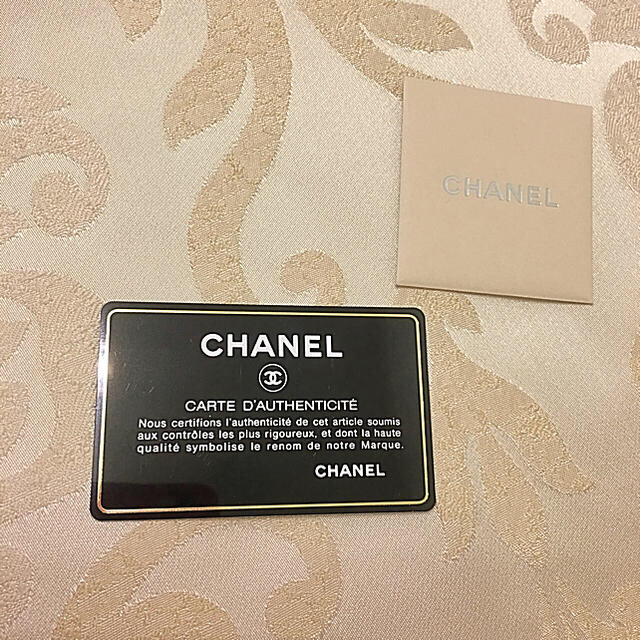 CHANEL
CHANEL
CARTE D'AUTHENTICITÉ
Nous certifions l'authenticité de cet article soumis
aux contrôles les plus rigoureux, et dont la haute
qualité symbolise le renom de notre Marque.
CHANEL